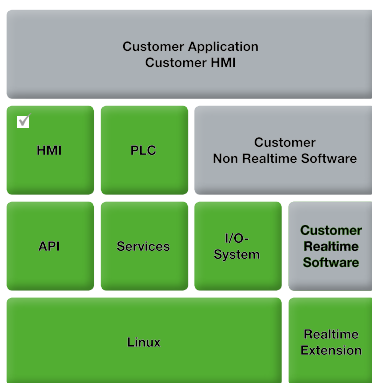 Customer Application
Customer HMI
HMI
PLC
Customer
Non Realtime Software
API
Services
I/O-
System
Customer
Realtime
Software
Linux
Realtime
Extension